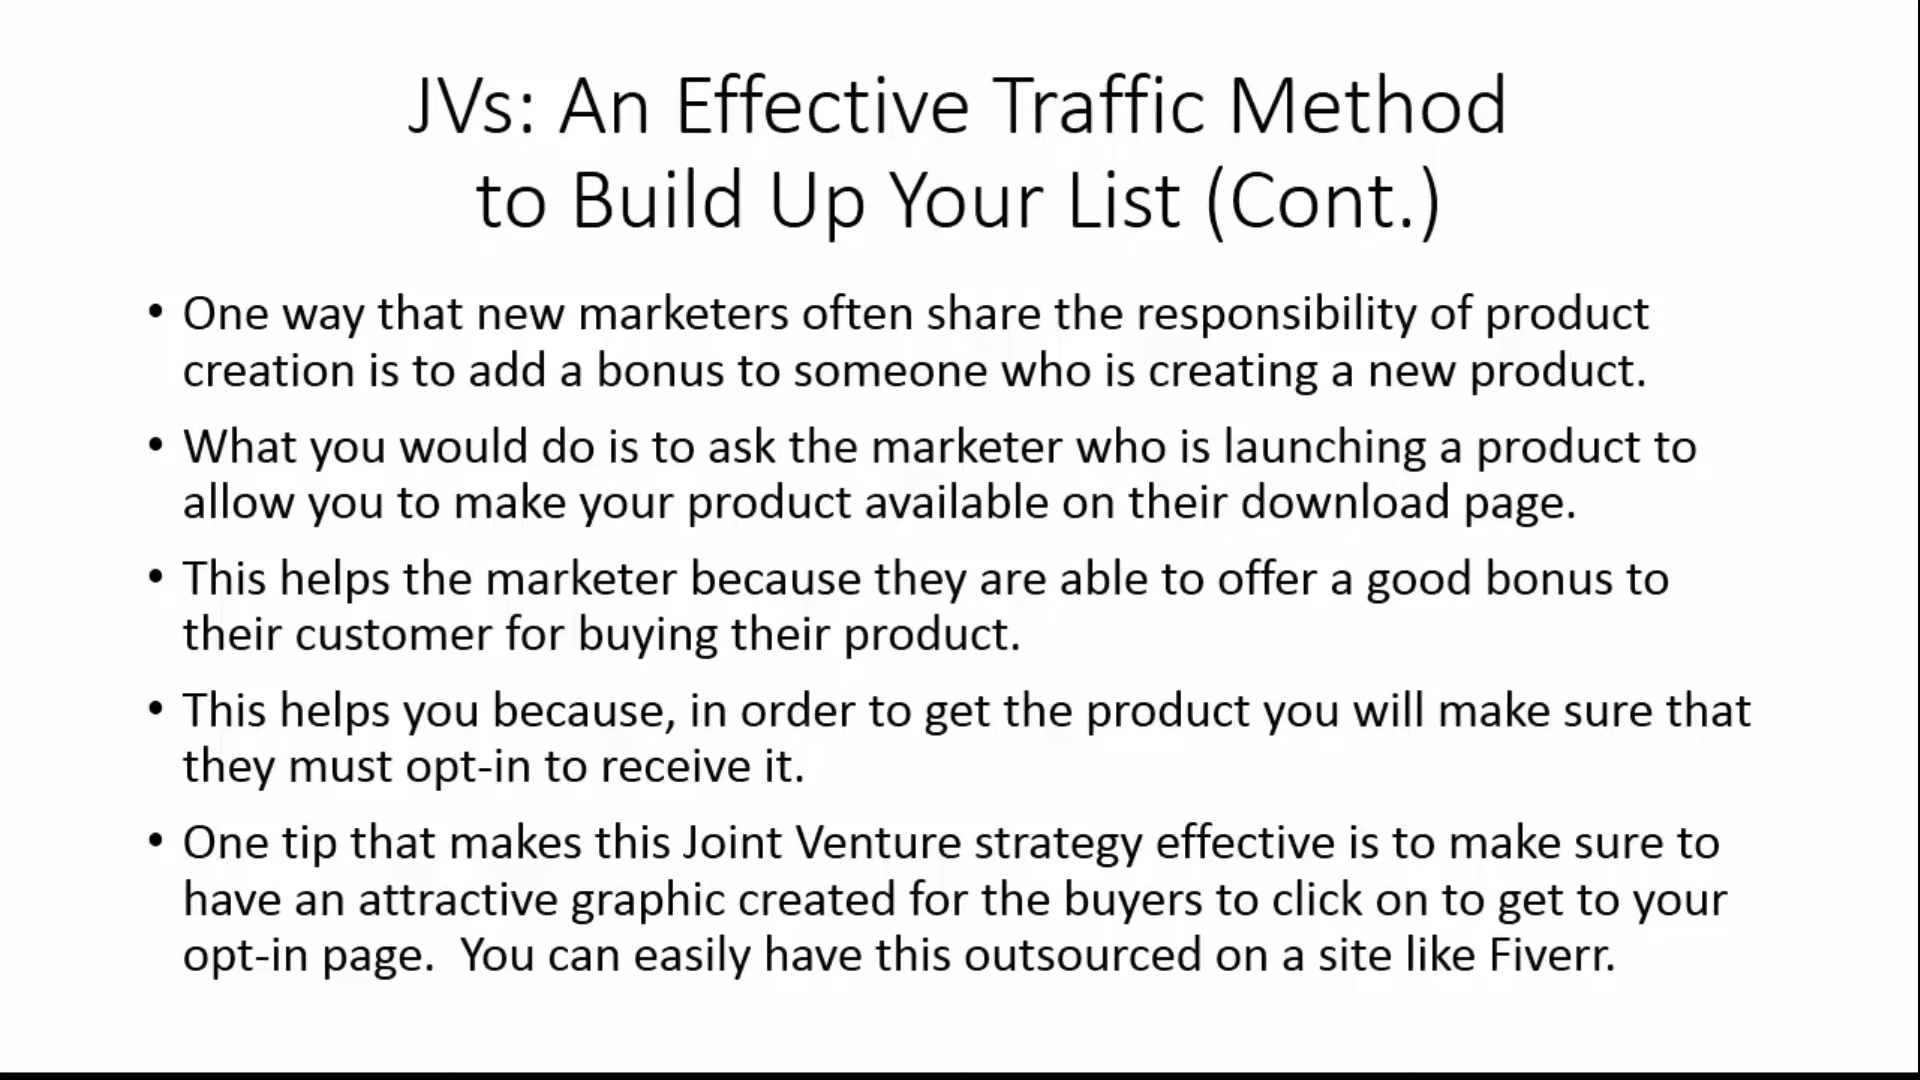 JVs: An Effective Traffic Method
to Build Up Your List (Cont.)
• One way that new marketers often share the responsibility of product
creation is to add a bonus to someone who is creating a new product.
• What you would do is to ask the marketer who is launching a product to
allow you to make your product available on their download page.
• This helps the marketer because they are able to offer a good bonus to
their customer for buying their product.
• This helps you because, in order to get the product you will make sure that
they must opt-in to receive it.
• One tip that makes this Joint Venture strategy effective is to make sure to
have an attractive graphic created for the buyers to click on to get to your
opt-in page.  You can easily have this outsourced on a site like Fiverr.